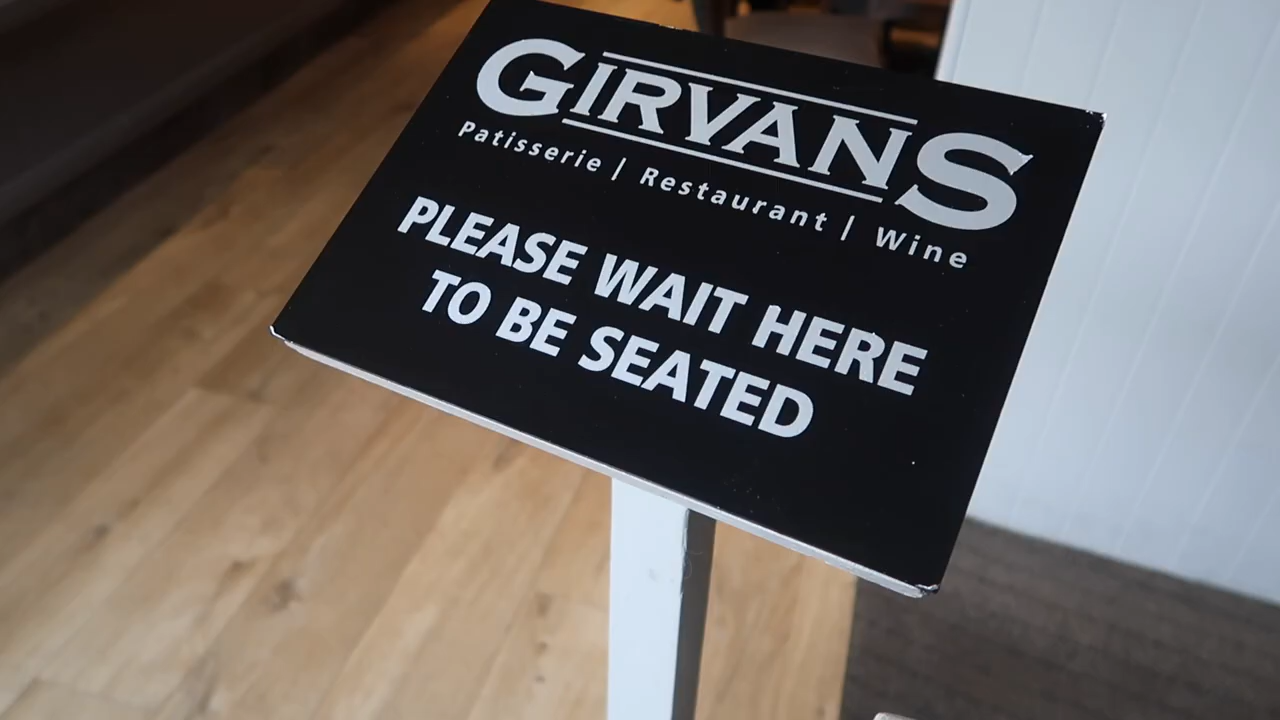 GIRVANS
Patisserie | Restaurant | Wine
PLEASE WAIT HERE
TO BE SEATED